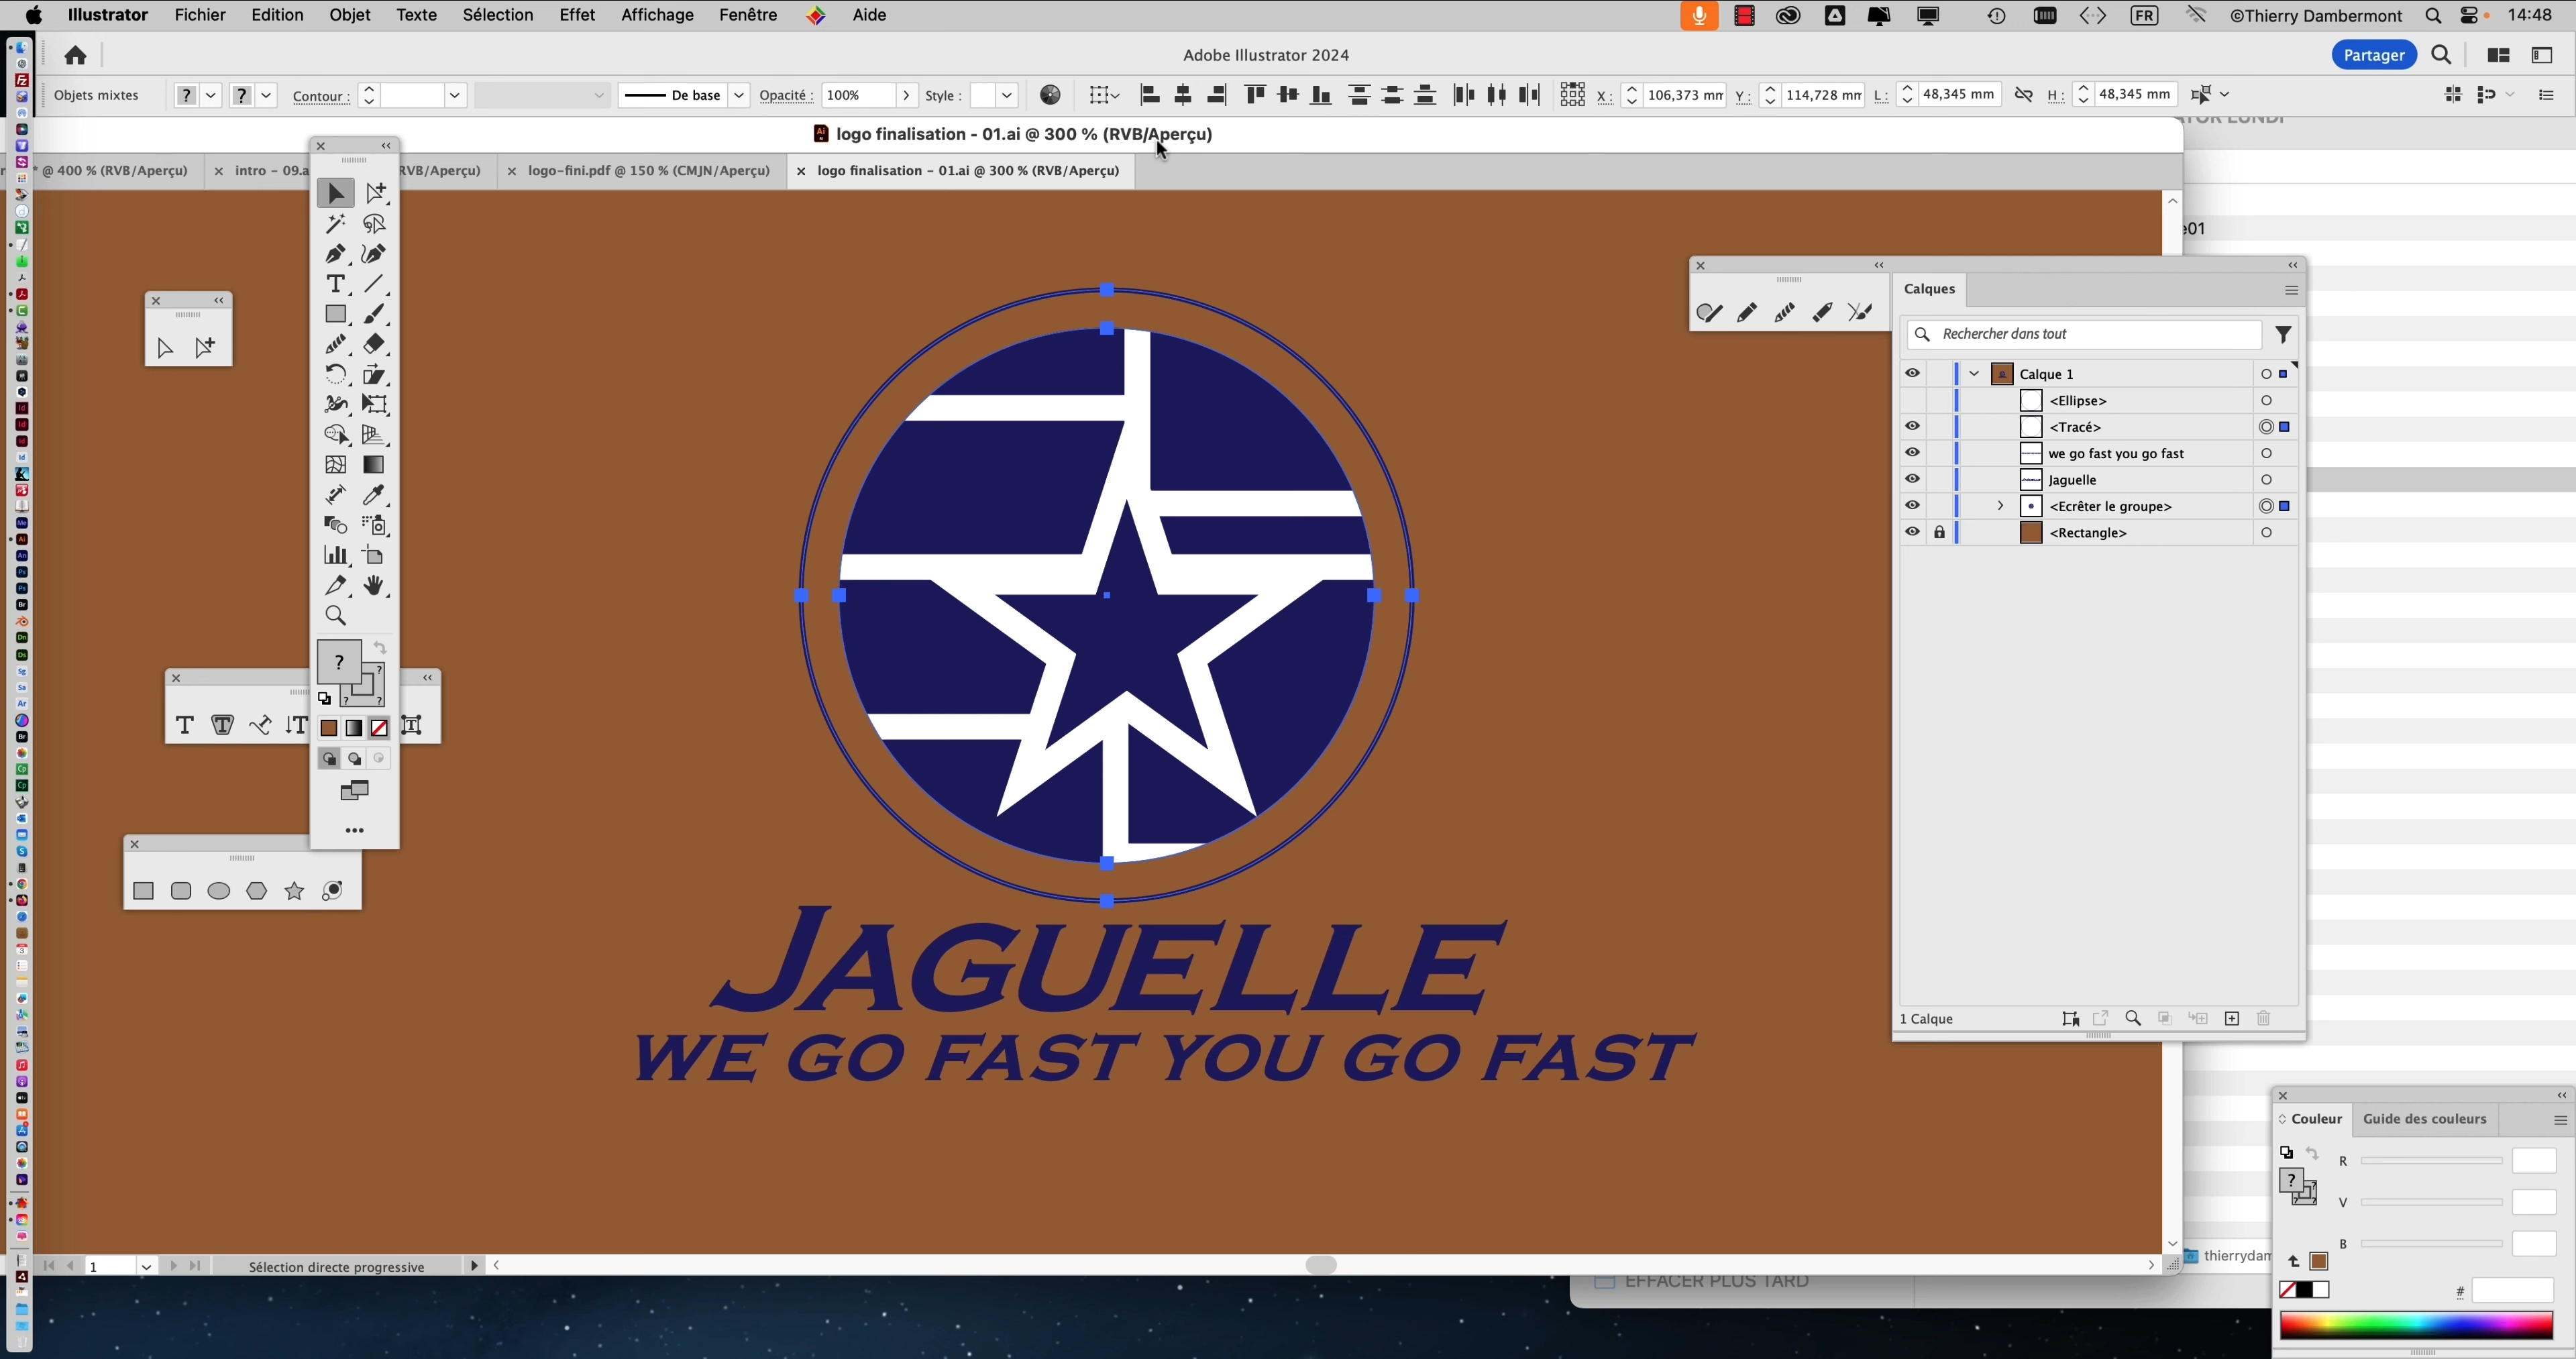 Illustrator Fichier Edition Objet Texte Sélection Effet Affichage Fenêtre Aide FR ©Thierry Dambermont 14:48
Adobe Illustrator 2024 Partager
Objets mixtes ? ? Contour : De base Opacité : 100% Style : X : 106,373 mm Y : 114,728 mm L : 48,345 mm H : 48,345 mm
logo finalisation - 01.ai @ 300 % (RVB/Aperçu)
* @ 400 % (RVB/Aperçu) intro - 09.a RVB/Aperçu) logo-fini.pdf @ 150 % (CMJN/Aperçu) logo finalisation - 01.ai @ 300 % (RVB/Aperçu)
e01
Calques
Rechercher dans tout
Calque 1
<Ellipse>
<Tracé>
we go fast you go fast
Jaguelle
<Ecrêter le groupe>
<Rectangle>
1 Calque
JAGUELLE
WE GO FAST YOU GO FAST
Couleur Guide des couleurs
R
V
B
#
1 Sélection directe progressive
thierrydam
EFFACER PLUS TARD